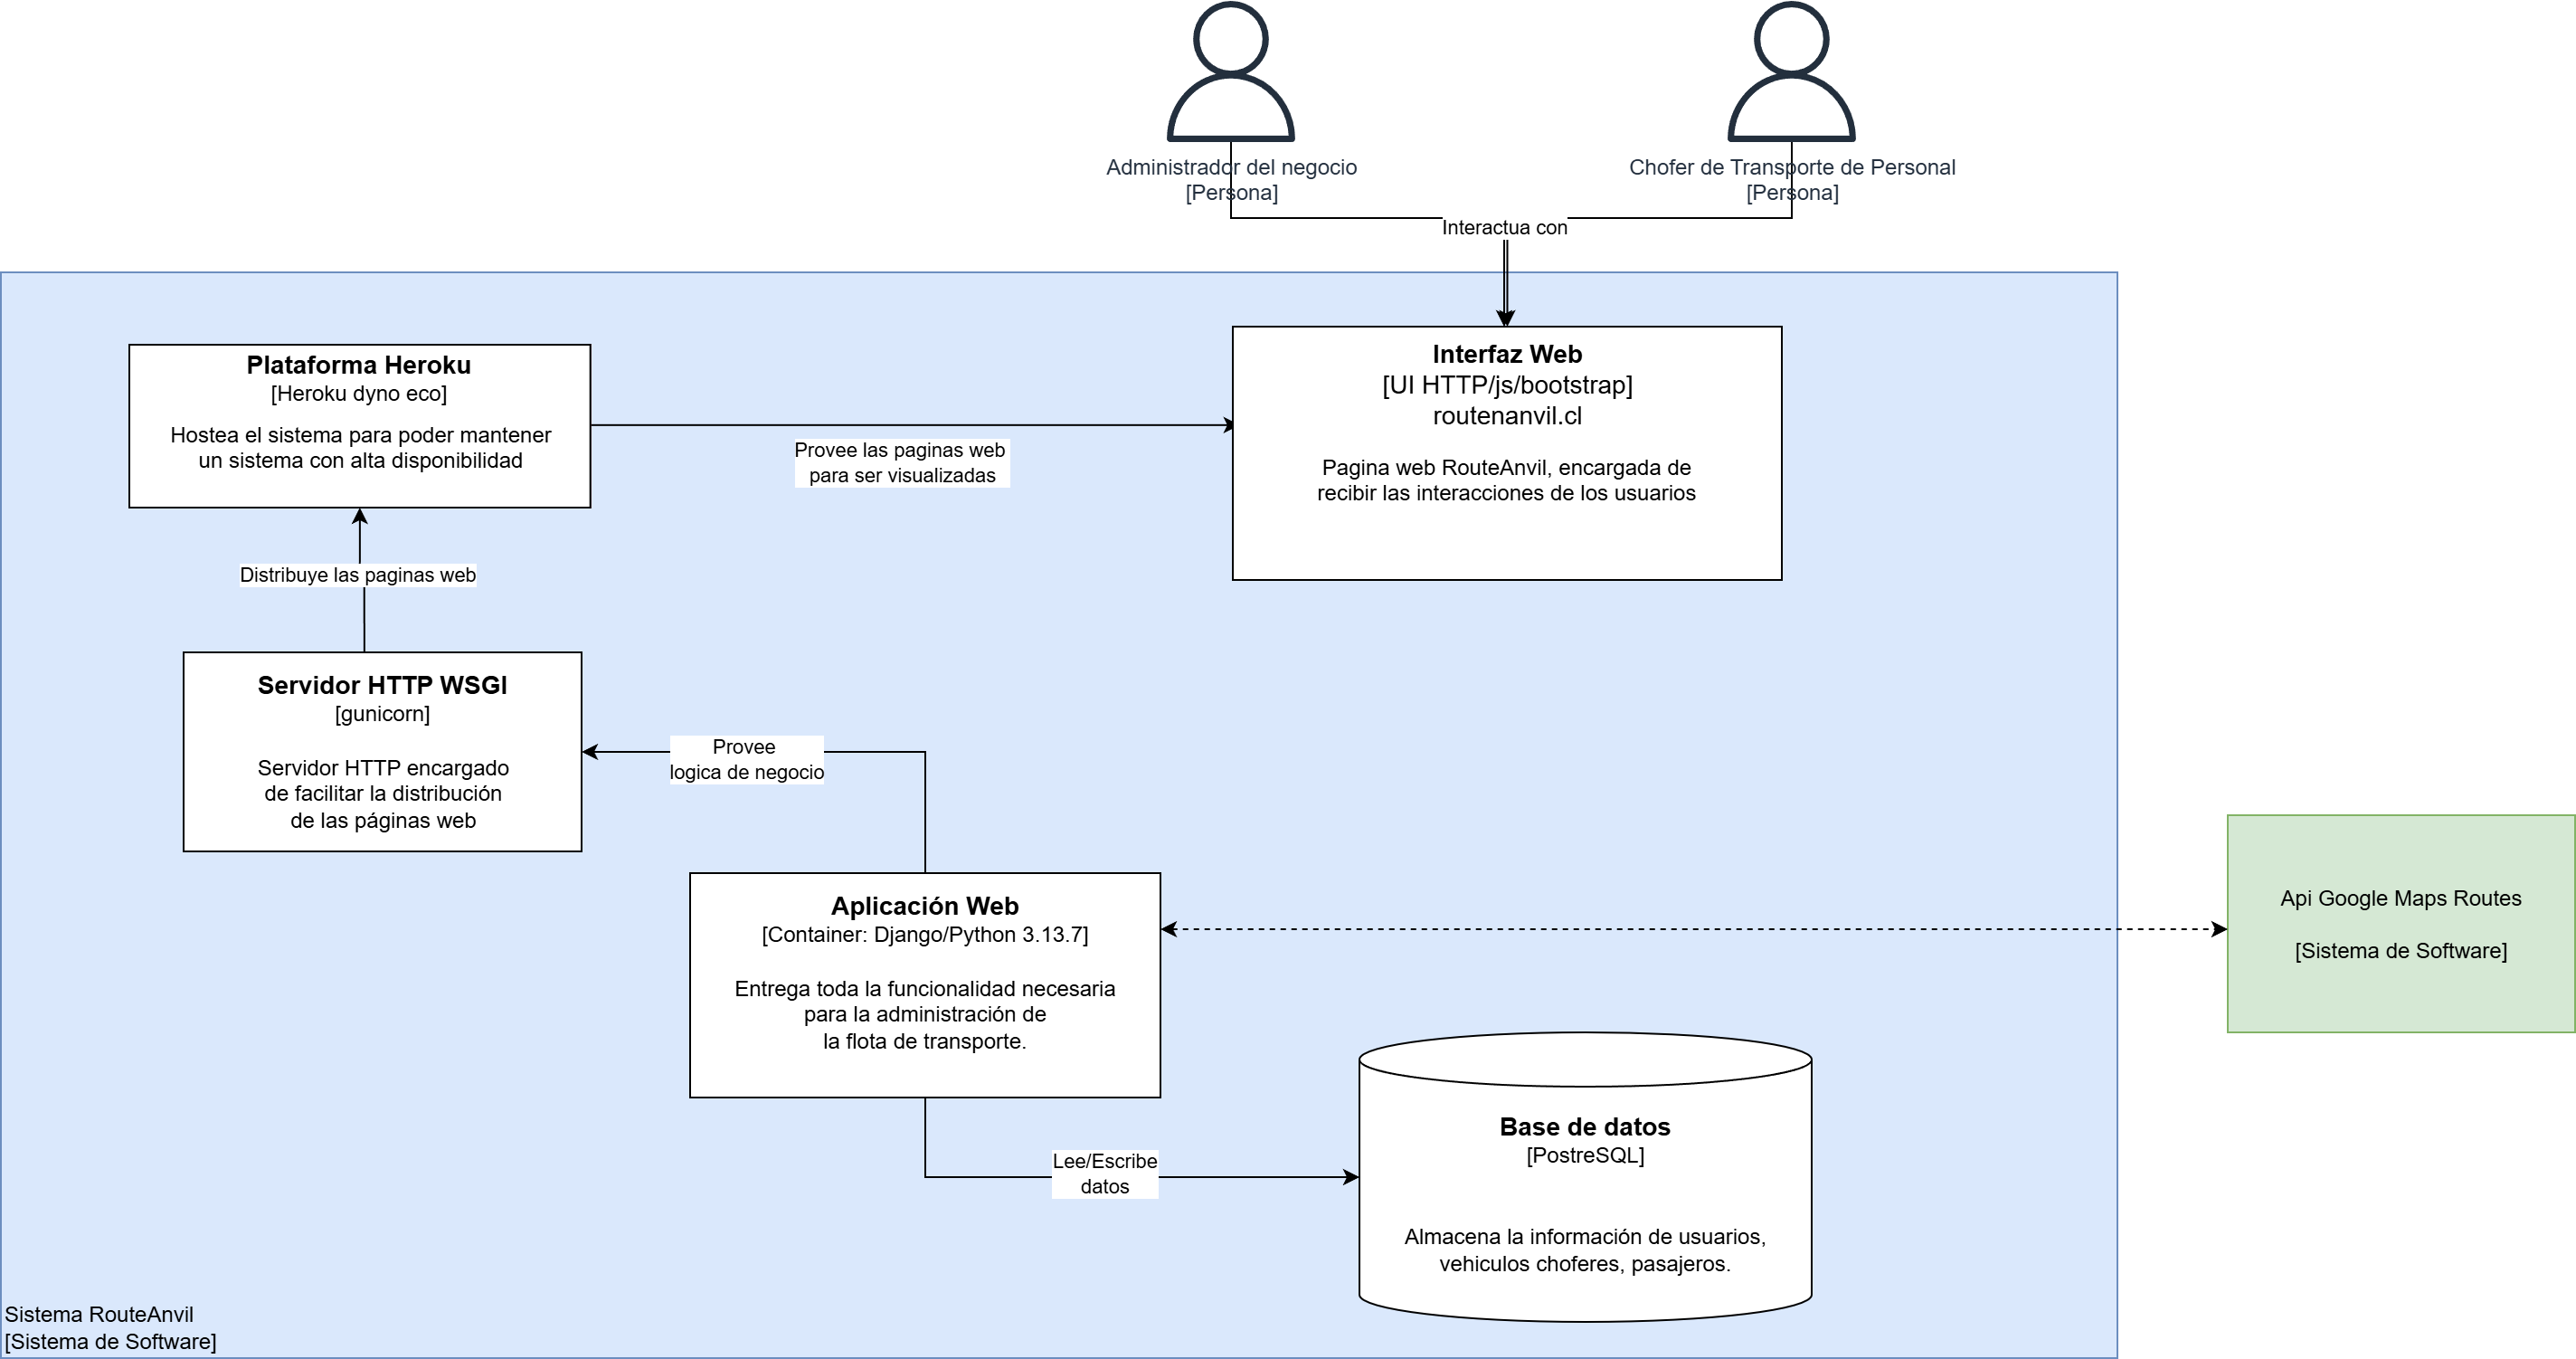 Administrador del negocio
[Persona]
Chofer de Transporte de Personal
[Persona]
Interactua con
Plataforma Heroku
[Heroku dyno eco]
Hostea el sistema para poder mantener
un sistema con alta disponibilidad
Provee las paginas web
para ser visualizadas
Interfaz Web
[UI HTTP/js/bootstrap]
routenanvil.cl
Pagina web RouteAnvil, encargada de
recibir las interacciones de los usuarios
Distribuye las paginas web
Servidor HTTP WSGI
[gunicorn]
Servidor HTTP encargado
de facilitar la distribución
de las páginas web
Provee
logica de negocio
Aplicación Web
[Container: Django/Python 3.13.7]
Entrega toda la funcionalidad necesaria
para la administración de
la flota de transporte.
Api Google Maps Routes
[Sistema de Software]
Lee/Escribe
datos
Base de datos
[PostreSQL]
Almacena la información de usuarios,
vehiculos choferes, pasajeros.
Sistema RouteAnvil
[Sistema de Software]